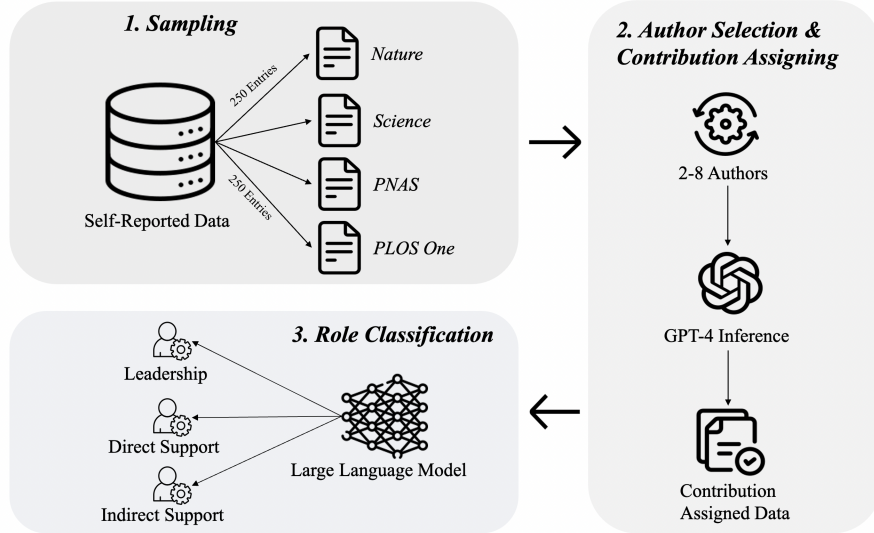 1. Sampling
250 Entries
250 Entries
Self-Reported Data
Nature
Science
PNAS
PLOS One
2. Author Selection &
Contribution Assigning
2-8 Authors
GPT-4 Inference
Contribution
Assigned Data
3. Role Classification
Large Language Model
Leadership
Direct Support
Indirect Support